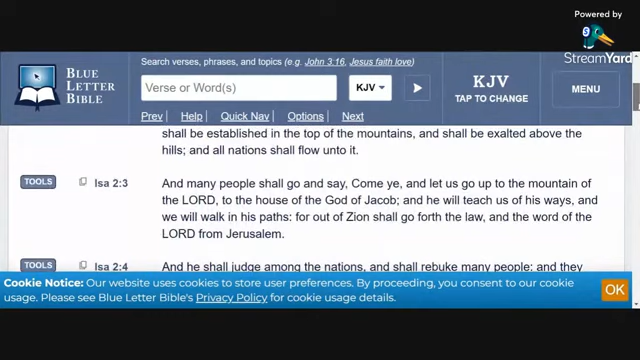 Powered by
StreamYard
BLUE
LETTER
BIBLE
Search verses, phrases, and topics (e.g. John 3:16, Jesus faith love)
Verse or Word(s)
KJV
KJV
TAP TO CHANGE
MENU
Prev Help Quick Nav Options Next
shall be established in the top of the mountains, and shall be exalted above the
hills; and all nations shall flow unto it.
TOOLS Isa 2:3 And many people shall go and say, Come ye, and let us go up to the mountain of
the LORD, to the house of the God of Jacob; and he will teach us of his ways, and
we will walk in his paths: for out of Zion shall go forth the law, and the word of the
LORD from Jerusalem.
TOOLS Isa 2:4 And he shall judge among the nations, and shall rebuke many people: and they
Cookie Notice: Our website uses cookies to store user preferences. By proceeding, you consent to our cookie
usage. Please see Blue Letter Bible's Privacy Policy for cookie usage details.
OK